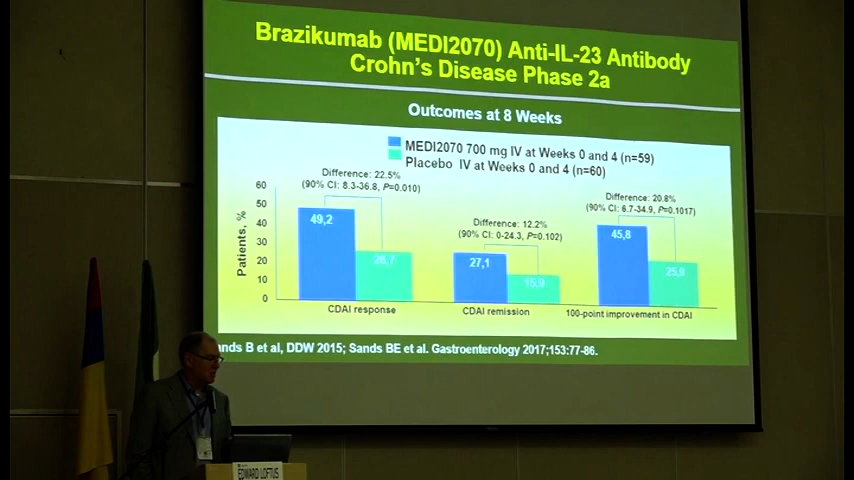 Brazikumab (MEDI2070) Anti-IL-23 Antibody
Crohn's Disease Phase 2a
Outcomes at 8 Weeks
MEDI2070 700 mg IV at Weeks 0 and 4 (n=59)
Placebo IV at Weeks 0 and 4 (n=60)
Difference: 22.5%
(90% CI: 8.3-36.8, P=0.010)
Difference: 12.2%
(90% CI: 0-24.3, P=0.102)
Difference: 20.8%
(90% CI: 6.7-34.9, P=0.1017)
Patients, %
60
50
40
30
20
10
0
49,2
26,7
27,1
15,9
45,8
25,9
CDAI response
CDAI remission
100-point improvement in CDAI
nds B et al, DDW 2015; Sands BE et al. Gastroenterology 2017;153:77-86.
EDWARD LOFTUS